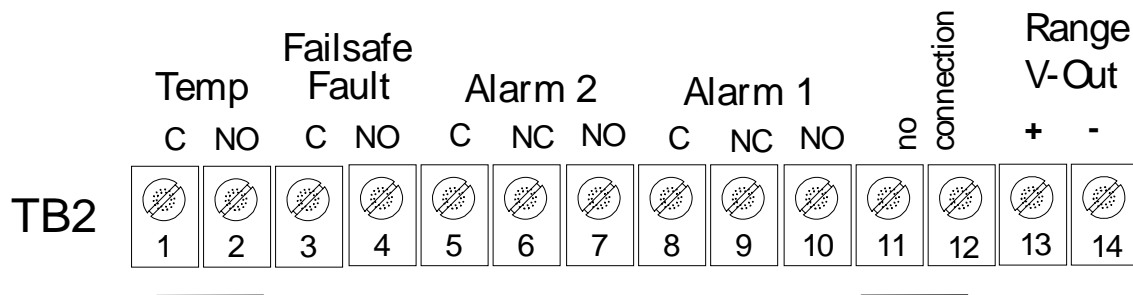 Temp
Failsafe
Fault
Alarm 2
Alarm 1
no
connection
Range
V-Out
C NO C NO C NC NO C NC NO + -
TB2
1 2 3 4 5 6 7 8 9 10 11 12 13 14